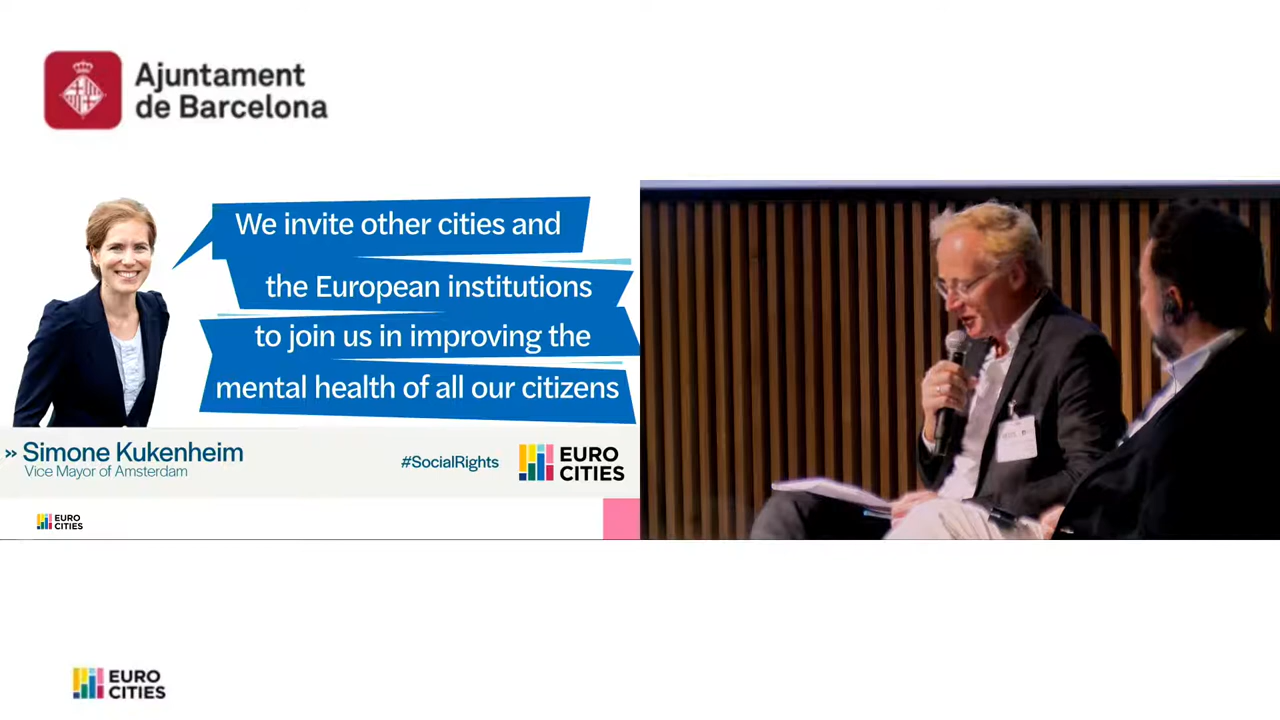 Ajuntament
de Barcelona
We invite other cities and
the European institutions
to join us in improving the
mental health of all our citizens
» Simone Kukenheim
Vice Mayor of Amsterdam
#SocialRights
EURO
CITIES
EURO
CITIES
EURO
CITIES